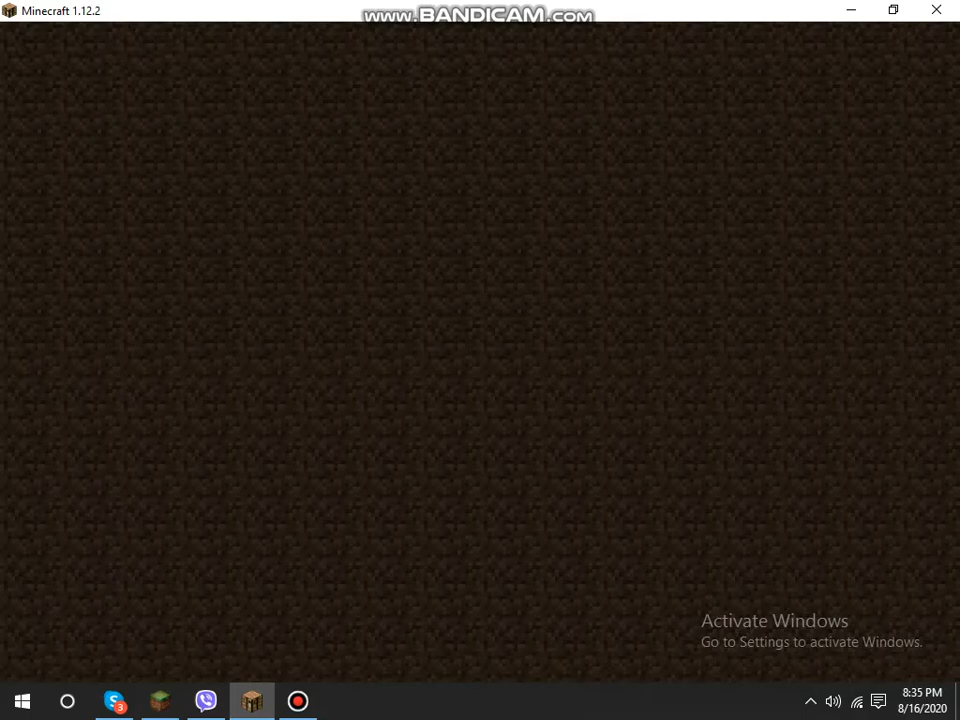 Minecraft 1.12.2
www.BANDICAM.com
Activate Windows
Go to Settings to activate Windows.
3
8:35 PM
8/16/2020